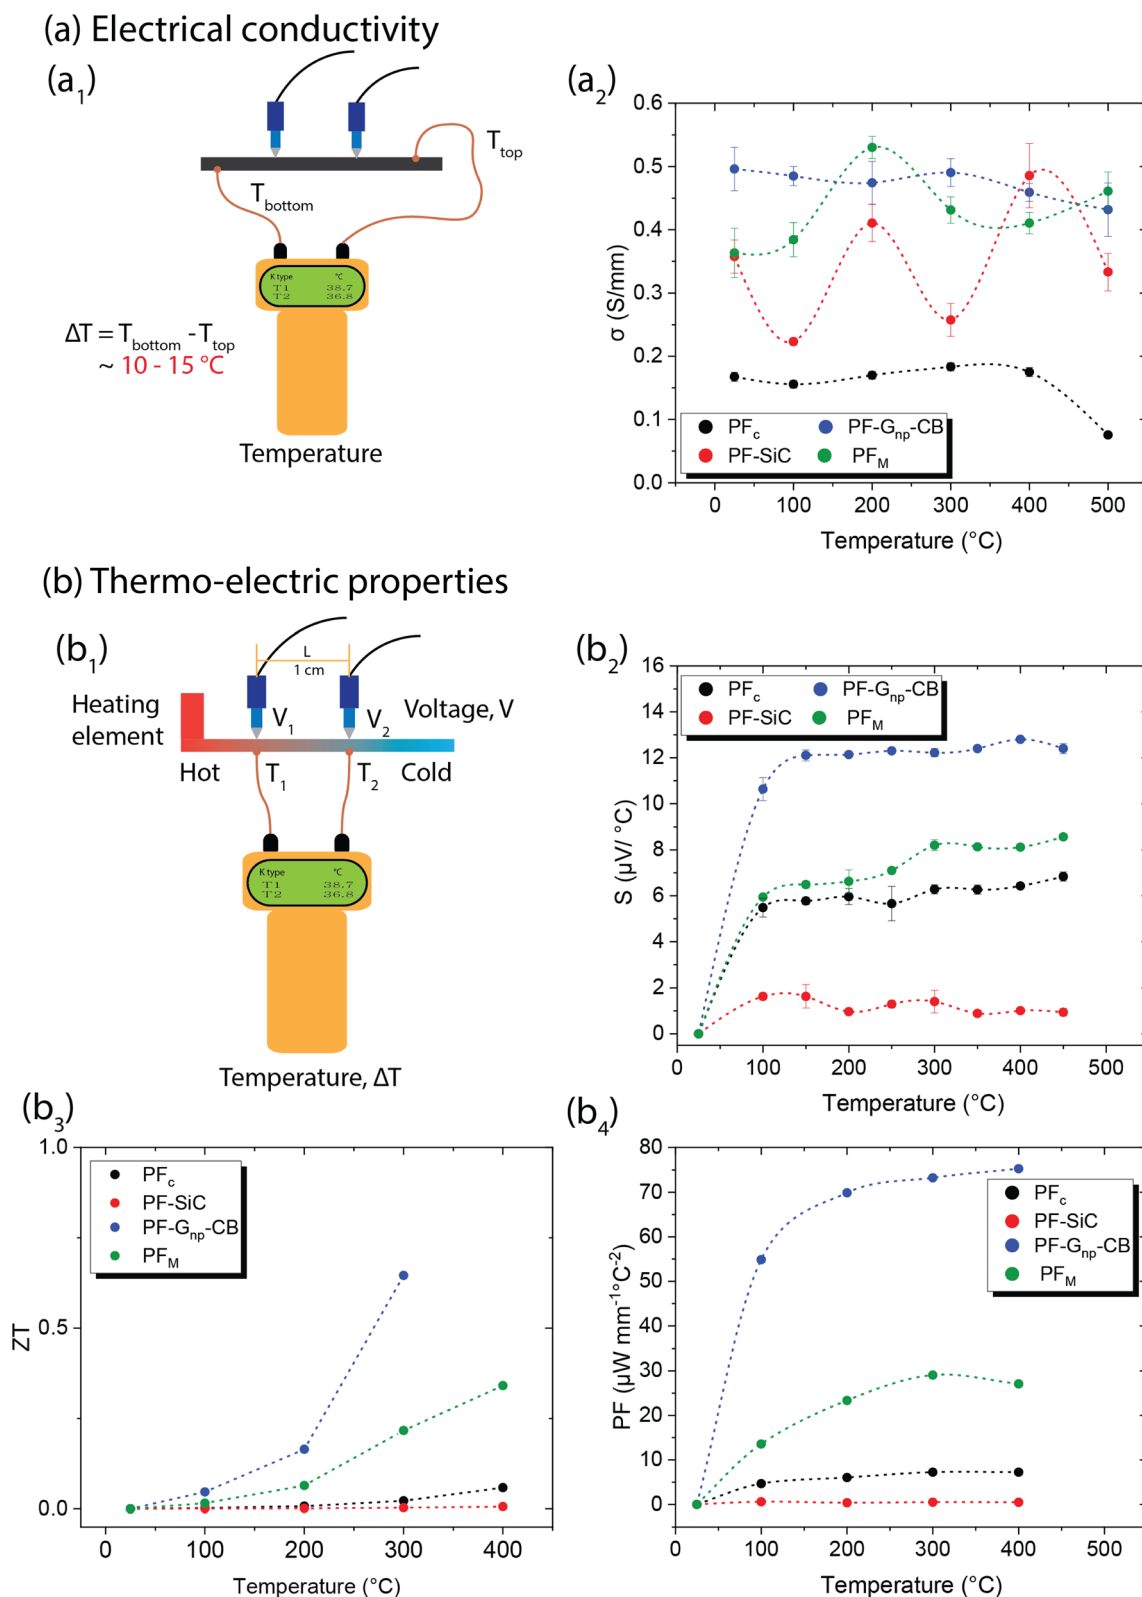 (a) Electrical conductivity
(a1)
Ttop
Tbottom
K type °C
T1 38.7
T2 36.8
ΔT = Tbottom - Ttop
~ 10 - 15 °C
Temperature
(a2)
0.6
0.5
0.4
0.3
0.2
0.1
0.0
σ (S/mm)
PFc
PF-Gnp-CB
PF-SiC
PFM
0 100 200 300 400 500
Temperature (°C)
(b) Thermo-electric properties
(b1)
L
1 cm
Heating
element
V1
V2
Voltage, V
Hot
T1
T2
Cold
K type °C
T1 38.7
T2 36.8
Temperature, ΔT
(b2)
16
14
12
10
8
6
4
2
0
S (μV/ °C)
PFc
PF-Gnp-CB
PF-SiC
PFM
0 100 200 300 400 500
Temperature (°C)
(b3)
1.0
0.5
0.0
ZT
PFc
PF-SiC
PF-Gnp-CB
PFM
0 100 200 300 400
Temperature (°C)
(b4)
80
70
60
50
40
30
25
10
5
0
PF (μW mm-1°C-2)
PFc
PF-SiC
PF-Gnp-CB
PFM
0 100 200 300 400 500
Temperature (°C)